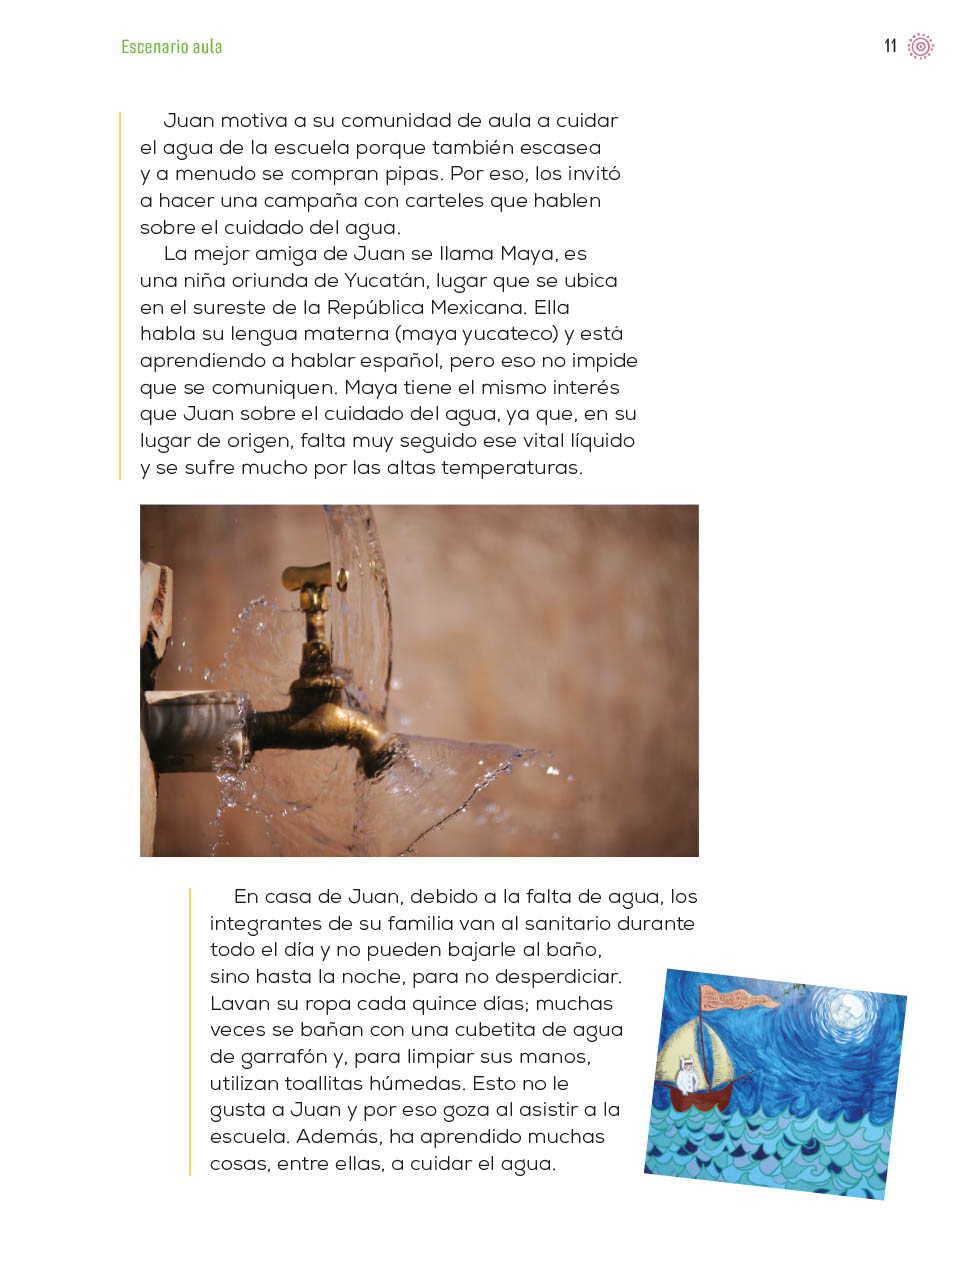 Escenario aula
11
Juan motiva a su comunidad de aula a cuidar
el agua de la escuela porque también escasea
y a menudo se compran pipas. Por eso, los invitó
a hacer una campaña con carteles que hablen
sobre el cuidado del agua.
La mejor amiga de Juan se llama Maya, es
una niña oriunda de Yucatán, lugar que se ubica
en el sureste de la República Mexicana. Ella
habla su lengua materna (maya yucateco) y está
aprendiendo a hablar español, pero eso no impide
que se comuniquen. Maya tiene el mismo interés
que Juan sobre el cuidado del agua, ya que, en su
lugar de origen, falta muy seguido ese vital líquido
y se sufre mucho por las altas temperaturas.
En casa de Juan, debido a la falta de agua, los
integrantes de su familia van al sanitario durante
todo el día y no pueden bajarle al baño,
sino hasta la noche, para no desperdiciar.
Lavan su ropa cada quince días; muchas
veces se bañan con una cubetita de agua
de garrafón y, para limpiar sus manos,
utilizan toallitas húmedas. Esto no le
gusta a Juan y por eso goza al asistir a la
escuela. Además, ha aprendido muchas
cosas, entre ellas, a cuidar el agua.